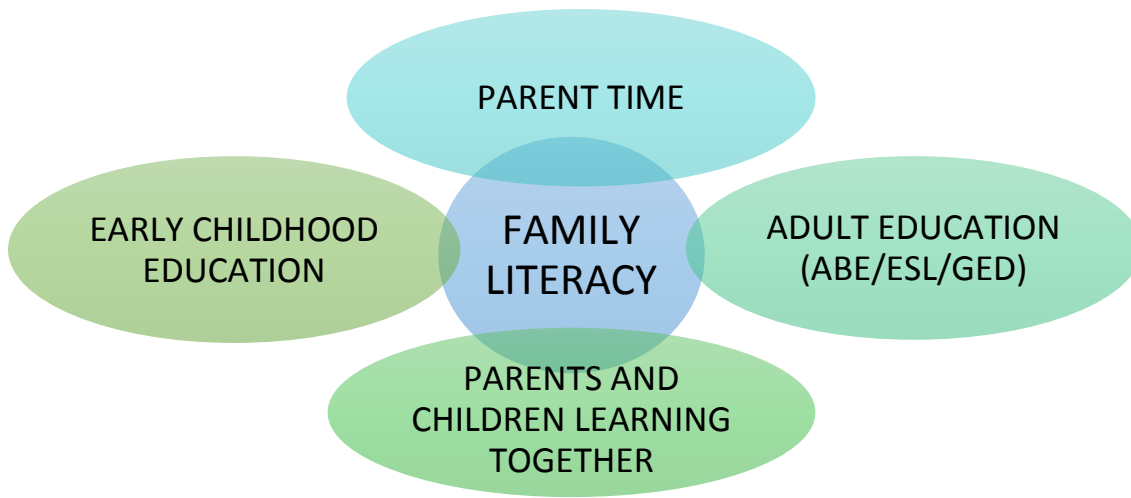 PARENT TIME
EARLY CHILDHOOD
EDUCATION
FAMILY
LITERACY
ADULT EDUCATION
(ABE/ESL/GED)
PARENTS AND
CHILDREN LEARNING
TOGETHER